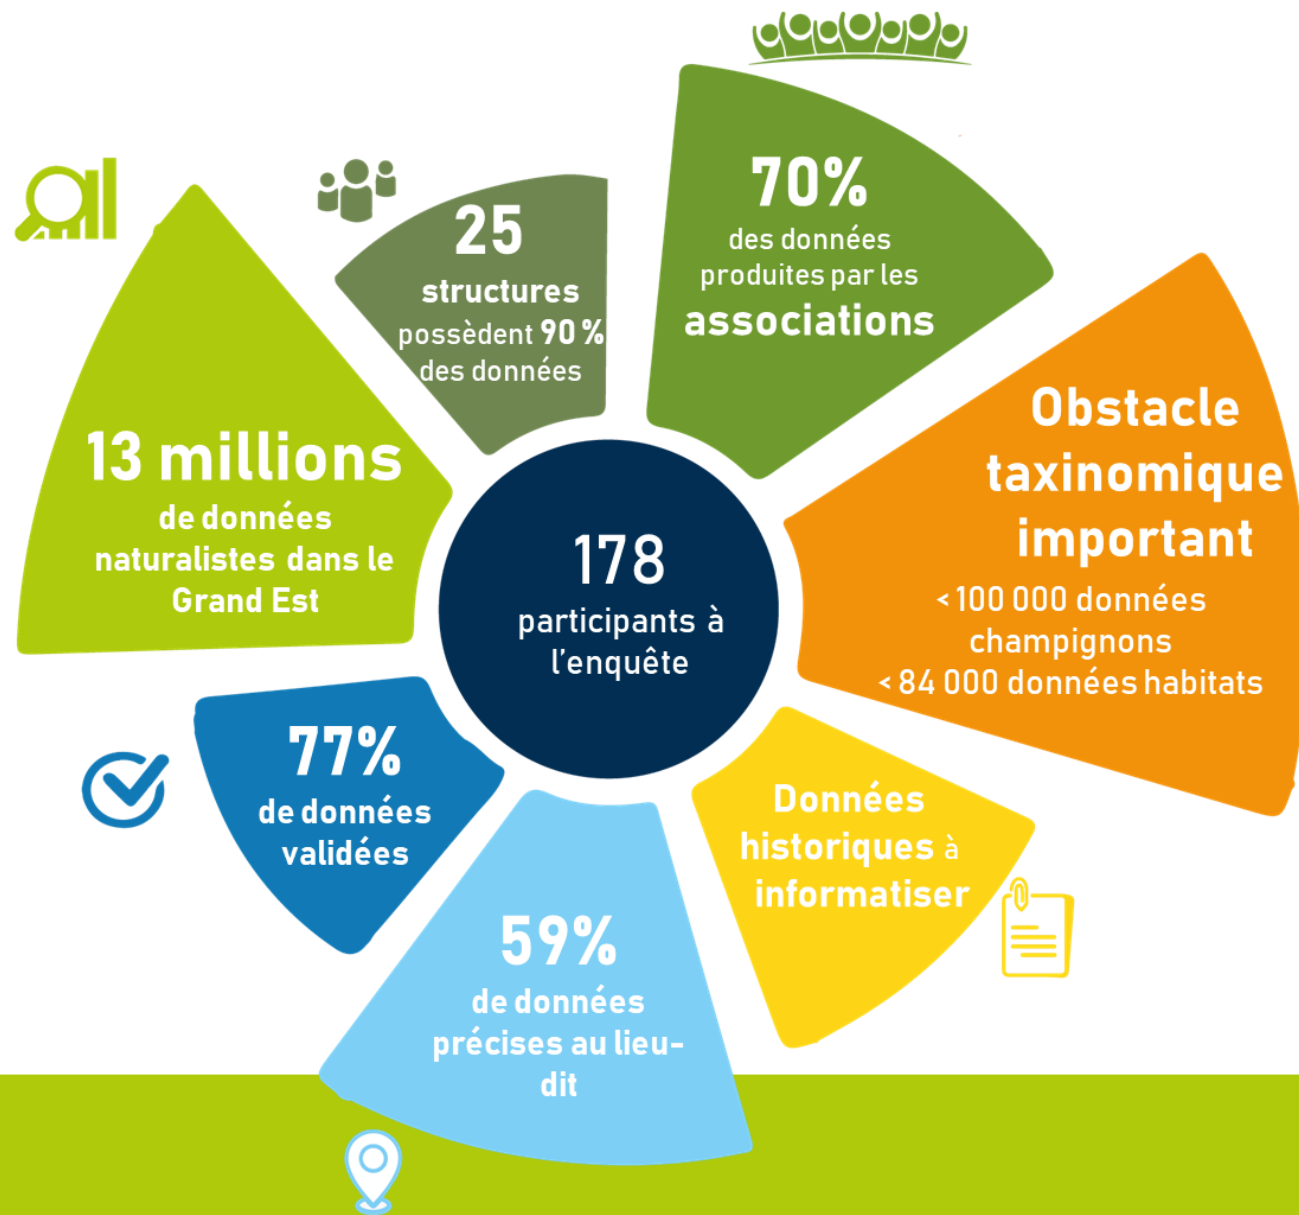 70%
des données
produites par les
associations
25
structures
possèdent 90 %
des données
Obstacle
taxinomique
important
< 100 000 données
champignons
< 84 000 données habitats
13 millions
de données
naturalistes dans le
Grand Est
178
participants à
l'enquête
77%
de données
validées
Données
historiques à
informatiser
59%
de données
précises au lieu-
dit